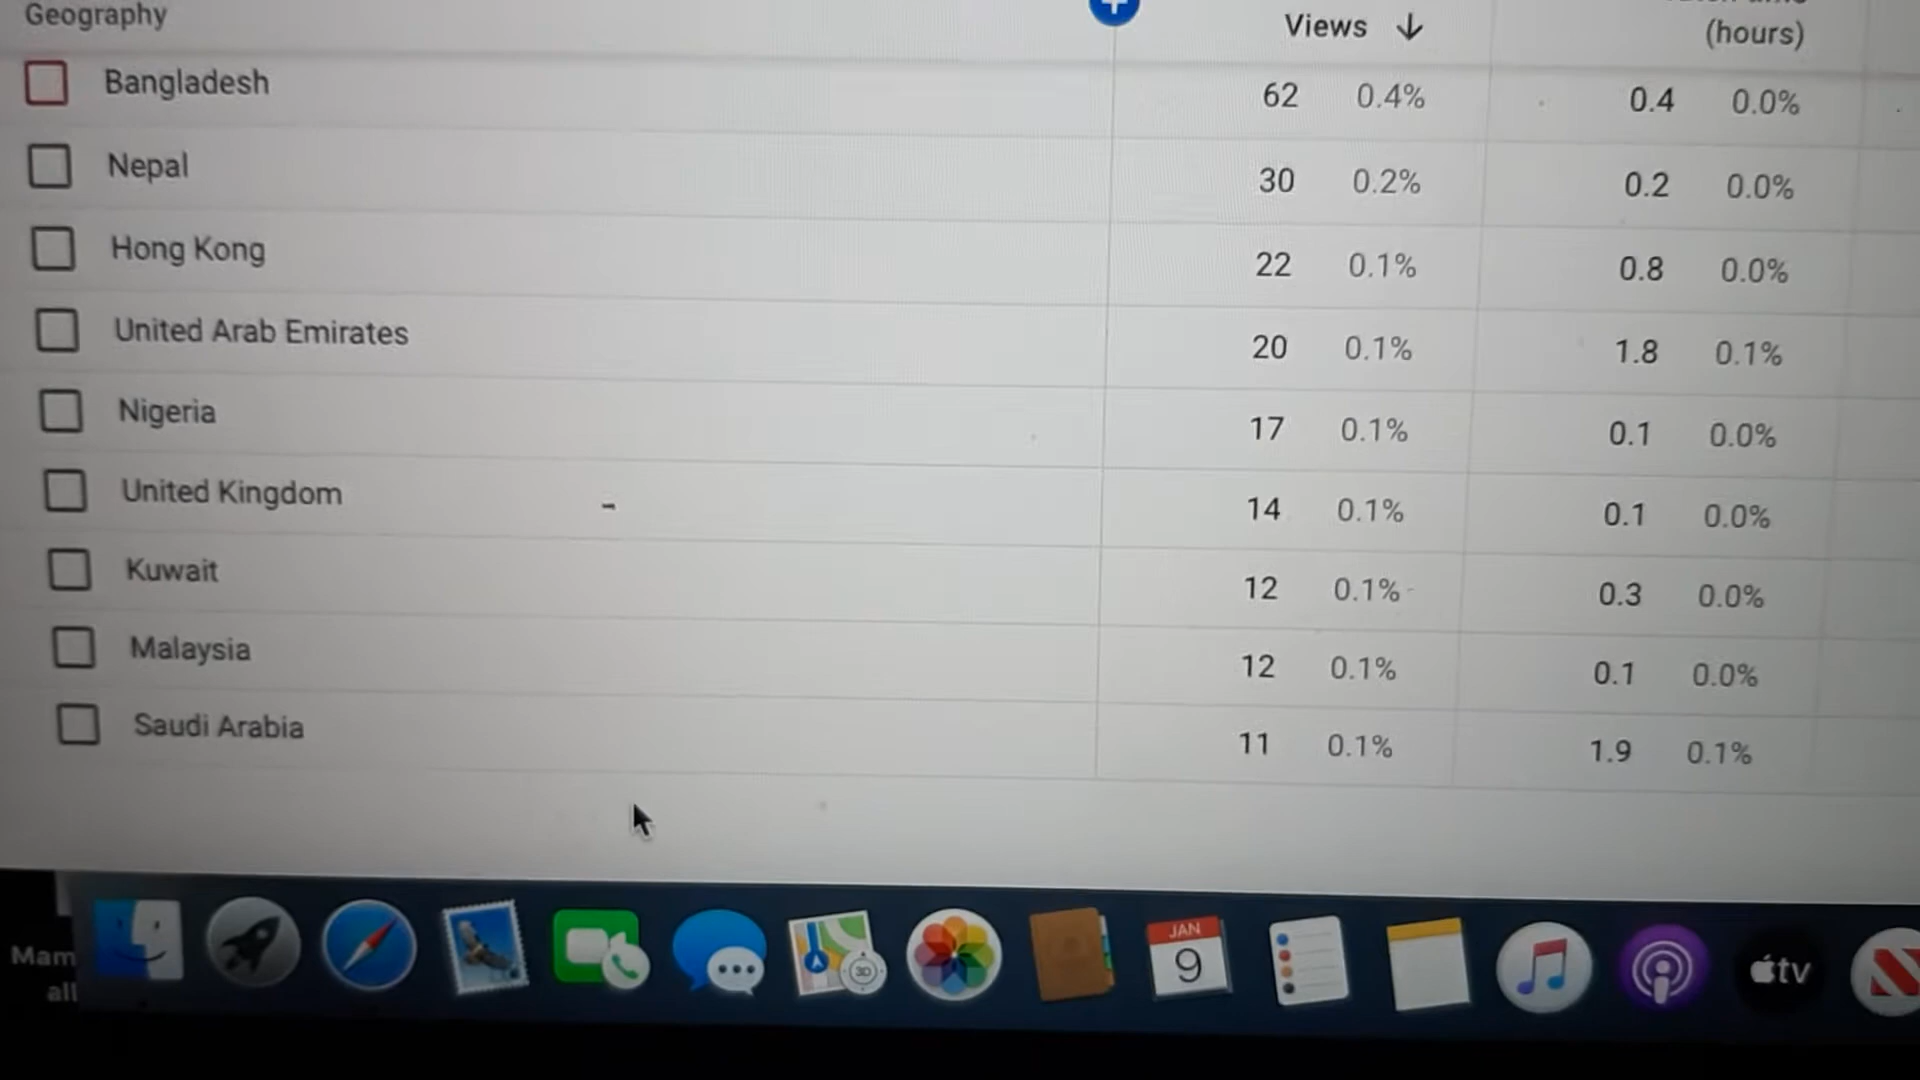 Geography
Views ↓
(hours)
Bangladesh 62 0.4% 0.4 0.0%
Nepal 30 0.2% 0.2 0.0%
Hong Kong 22 0.1% 0.8 0.0%
United Arab Emirates 20 0.1% 1.8 0.1%
Nigeria 17 0.1% 0.1 0.0%
United Kingdom 14 0.1% 0.1 0.0%
Kuwait 12 0.1% 0.3 0.0%
Malaysia 12 0.1% 0.1 0.0%
Saudi Arabia 11 0.1% 1.9 0.1%
Mam
all
3D
JAN
9
tv